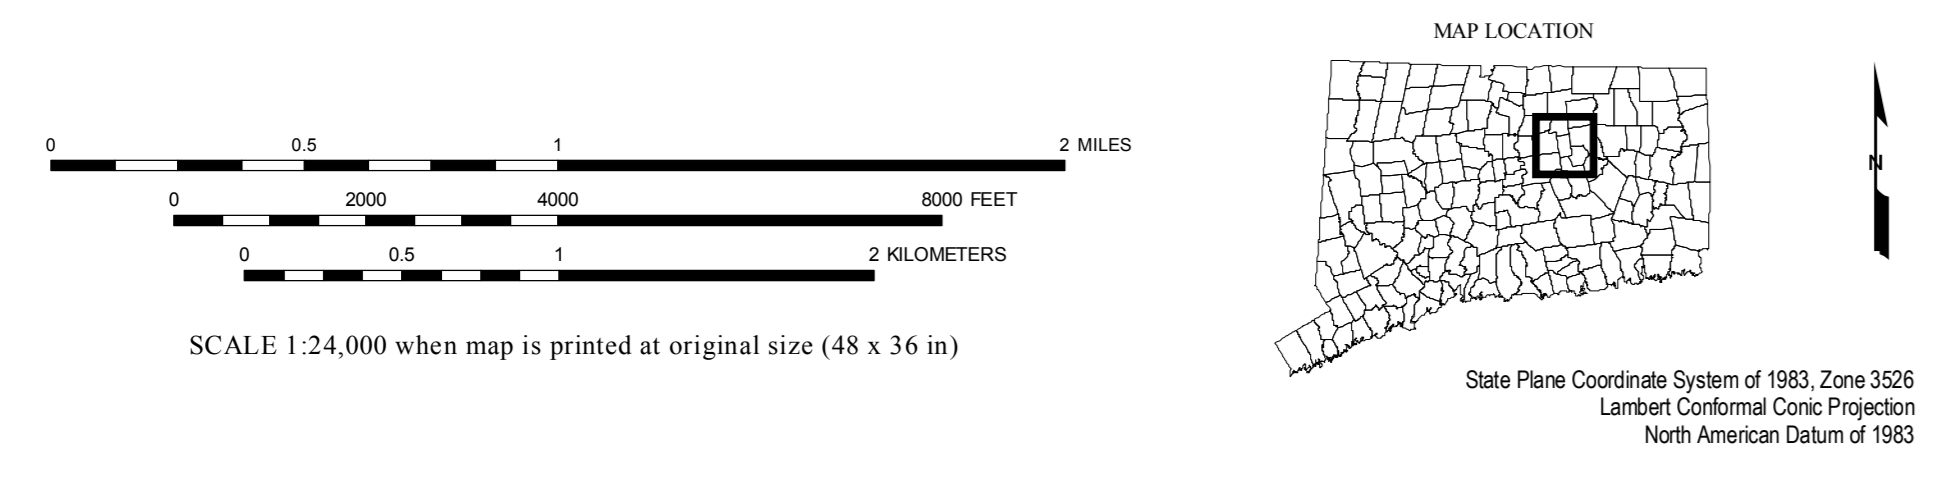 MAP LOCATION
0 0.5 1 2 MILES
0 2000 4000 8000 FEET
0 0.5 1 2 KILOMETERS
N
SCALE 1:24,000 when map is printed at original size (48 x 36 in)
State Plane Coordinate System of 1983, Zone 3526
Lambert Conformal Conic Projection
North American Datum of 1983